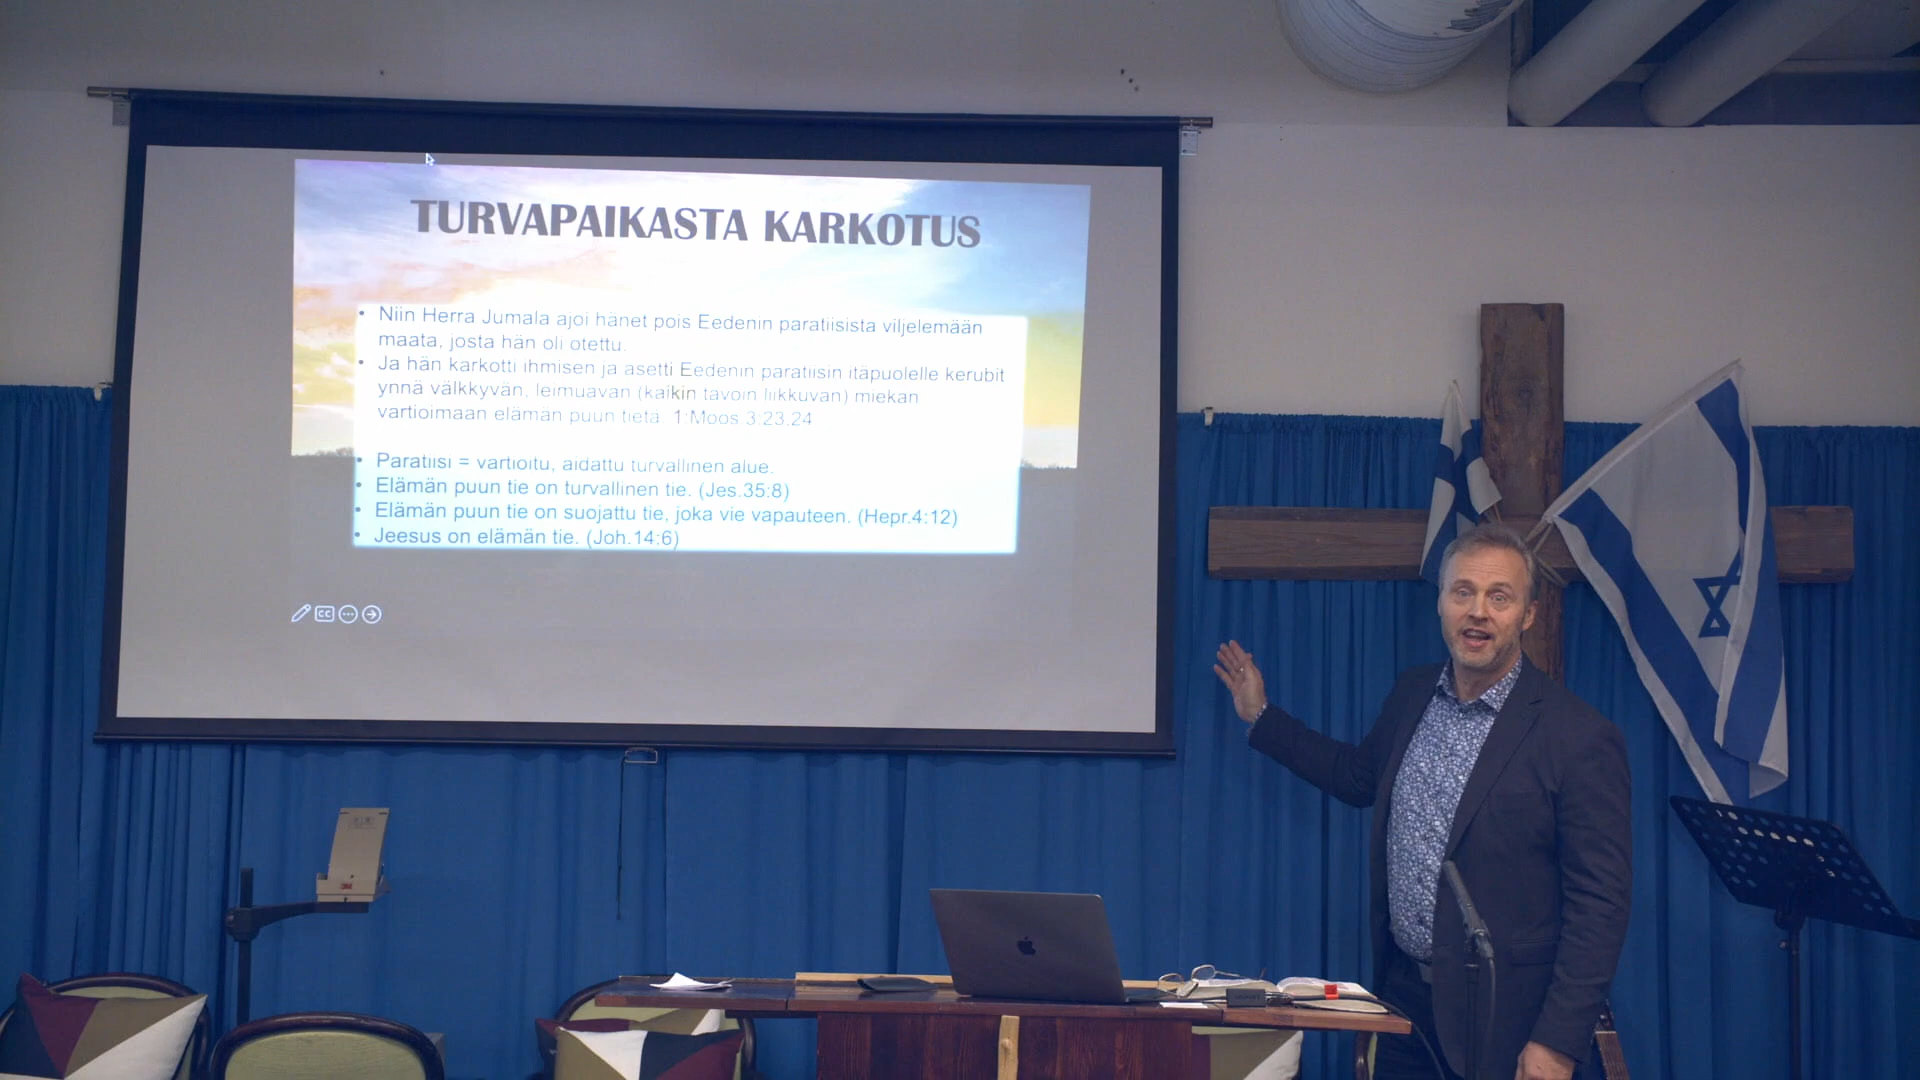 TURVAPAIKASTA KARKOTUS
• Niin Herra Jumala ajoi hänet pois Eedenin paratiisista viljelemään
maata, josta hän oli otettu.
• Ja hän karkotti ihmisen ja asetti Eedenin paratiisin itäpuolelle kerubit
ynnä välkkyvän, leimuavan (kaikin tavoin liikkuvan) miekan
vartioimaan elämän puun tietä. 1.Moos.3:23,24
• Paratiisi = vartioitu, aidattu turvallinen alue.
• Elämän puun tie on turvallinen tie. (Jes.35:8)
• Elämän puun tie on suojattu tie, joka vie vapauteen. (Hepr.4:12)
• Jeesus on elämän tie. (Joh.14:6)
CC
3M